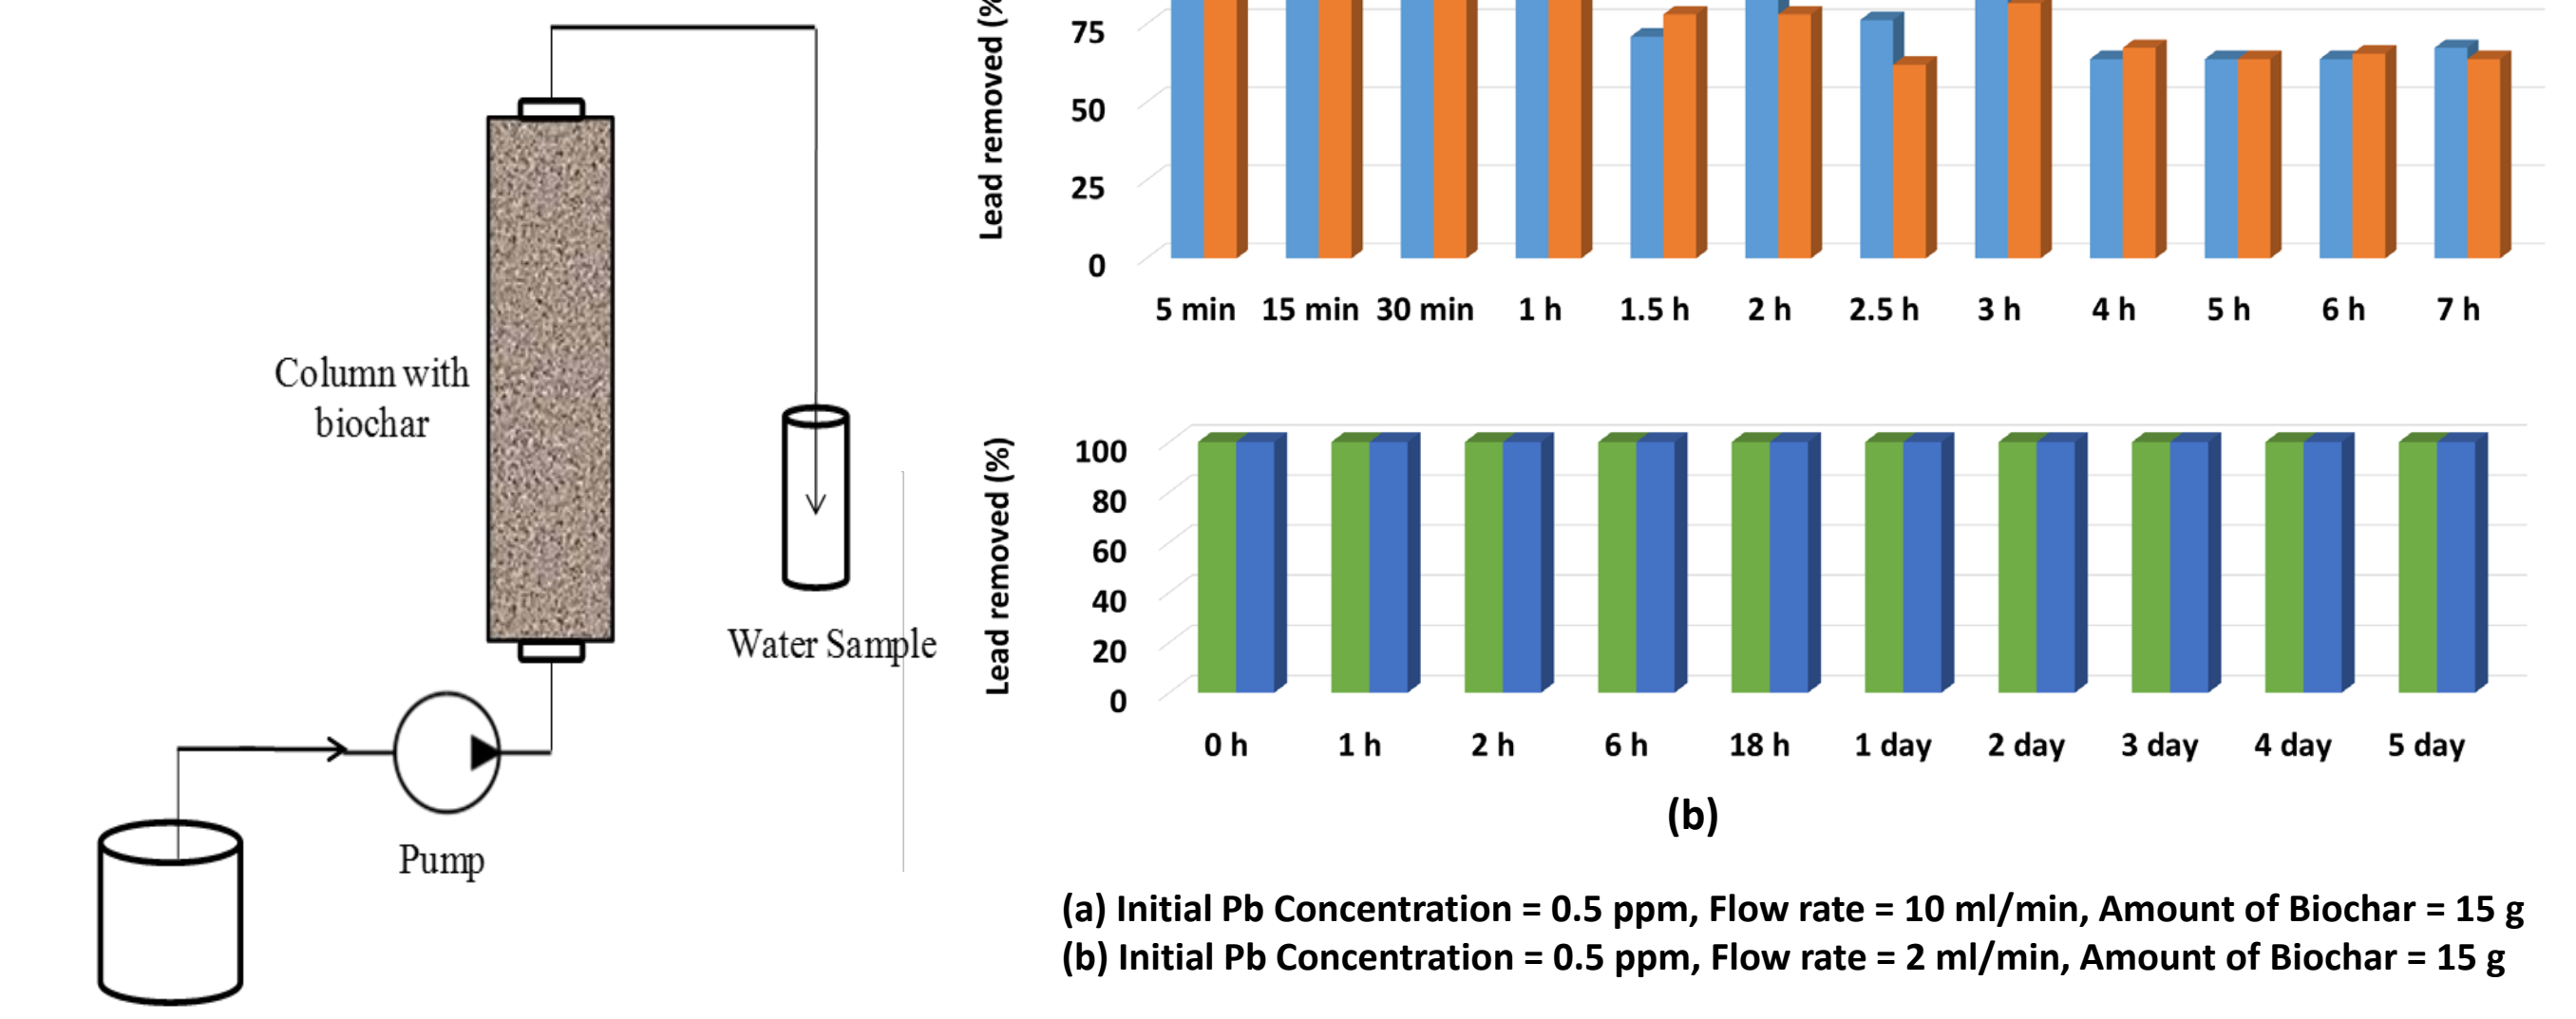 Column with
biochar
Water Sample
Pump
Lead removed (%
75
50
25
0
5 min 15 min 30 min 1 h 1.5 h 2 h 2.5 h 3 h 4 h 5 h 6 h 7 h
Lead removed (%)
100
80
60
40
20
0
0 h 1 h 2 h 6 h 18 h 1 day 2 day 3 day 4 day 5 day
(b)
(a) Initial Pb Concentration = 0.5 ppm, Flow rate = 10 ml/min, Amount of Biochar = 15 g
(b) Initial Pb Concentration = 0.5 ppm, Flow rate = 2 ml/min, Amount of Biochar = 15 g